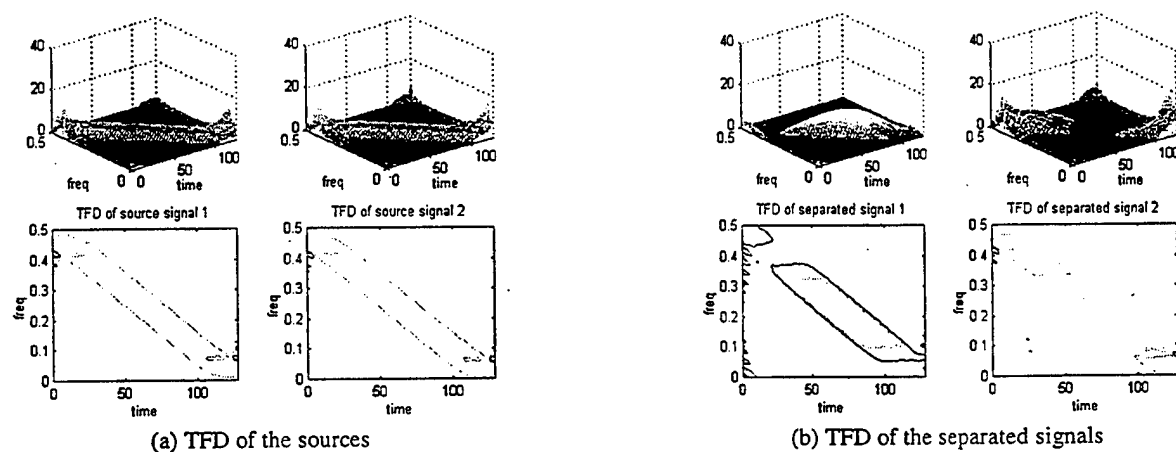 40
20
0
0.5
freq
0 0
50
time
100
40
20
0
0.5
freq
0 0
50
time
100
TFD of source signal 1
0.5
0.4
0.3
0.2
0.1
0
freq
0
50
100
time
TFD of source signal 2
0.5
0.4
0.3
0.2
0.1
0
freq
0
50
100
time
(a) TFD of the sources
40
20
0
0.5
freq
0 0
50
time
100
40
20
0
0.5
freq
0 0
50
time
100
TFD of separated signal 1
0.5
0.4
0.3
0.2
0.1
0
freq
0
50
100
time
TFD of separated signal 2
0.5
0.4
0.3
0.2
0.1
0
freq
0
50
100
time
(b) TFD of the separated signals